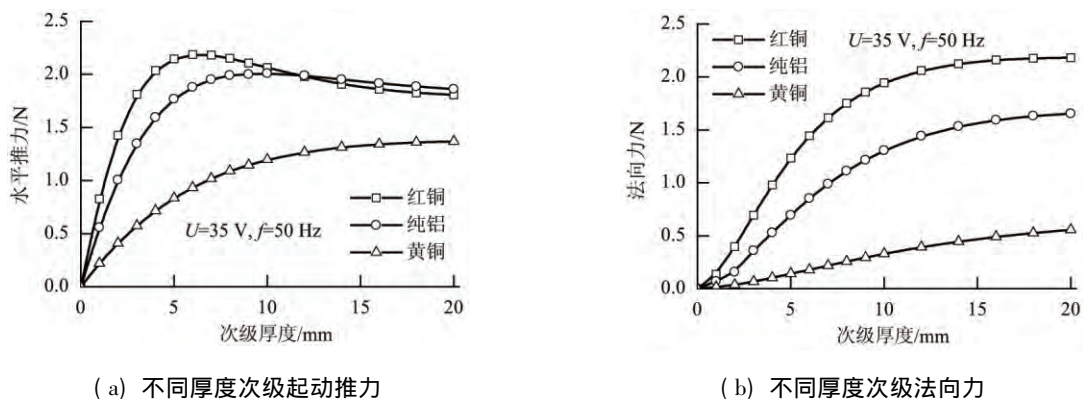 2.5
2.0
1.5
1.0
0.5
0.0
水平推力/N
红铜
纯铝
黄铜
U=35 V, f=50 Hz
0 5 10 15 20
次级厚度/mm
(a) 不同厚度次级起动推力
2.5
2.0
1.5
1.0
0.5
0.0
法向力/N
红铜
纯铝
黄铜
U=35 V, f=50 Hz
0 5 10 15 20
次级厚度/mm
(b) 不同厚度次级法向力